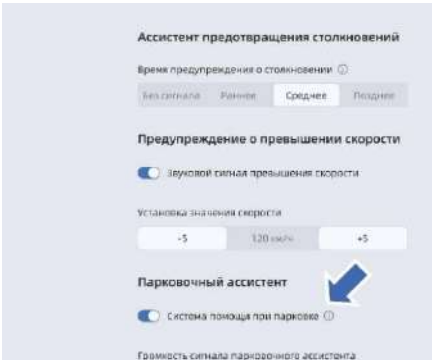 Ассистент предотвращения столкновений
Время предупреждения о столкновении
Без сигнала Раннее Среднее Позднее
Предупреждение о превышении скорости
Звуковой сигнал превышения скорости
Установка значения скорости
-5 120 км/ч +5
Парковочный ассистент
Система помощи при парковке
Громкость сигнала парковочного ассистента